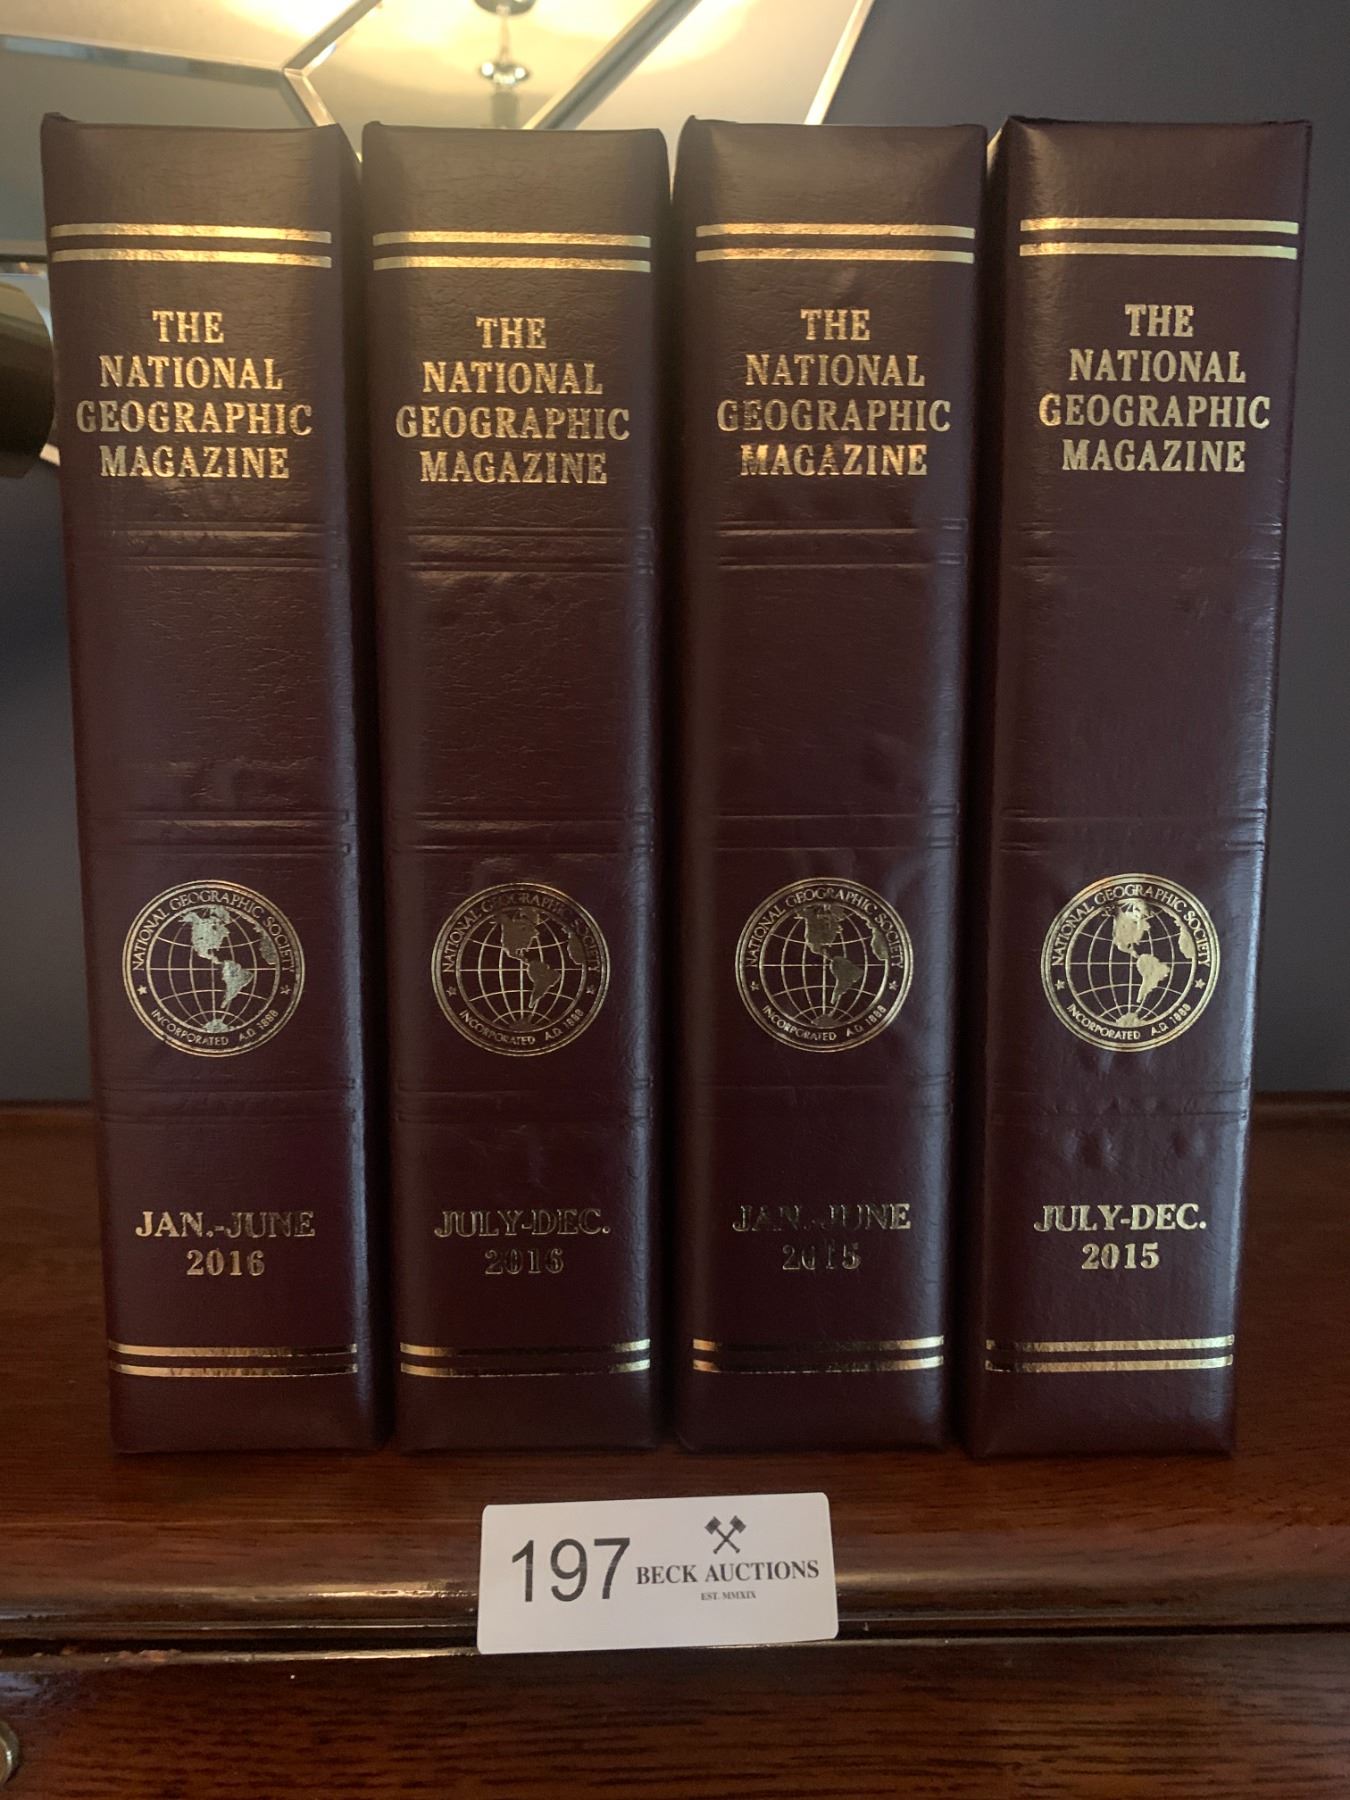 THE
NATIONAL
GEOGRAPHIC
MAGAZINE
NATIONAL GEOGRAPHIC SOCIETY
INCORPORATED A.D. 1888
JAN.-JUNE
2016
THE
NATIONAL
GEOGRAPHIC
MAGAZINE
NATIONAL GEOGRAPHIC SOCIETY
INCORPORATED A.D. 1888
JULY-DEC.
2016
THE
NATIONAL
GEOGRAPHIC
MAGAZINE
NATIONAL GEOGRAPHIC SOCIETY
INCORPORATED A.D. 1888
JAN.-JUNE
2015
THE
NATIONAL
GEOGRAPHIC
MAGAZINE
NATIONAL GEOGRAPHIC SOCIETY
INCORPORATED A.D. 1888
JULY-DEC.
2015
197
BECK AUCTIONS
EST. MMXIX